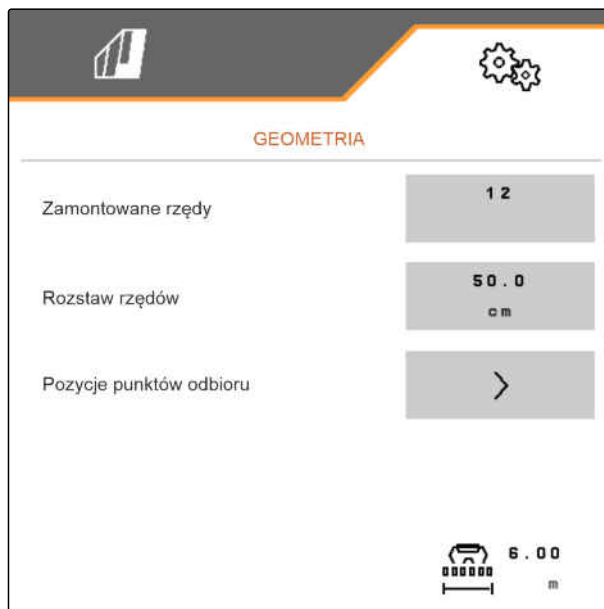 GEOMETRIA
Zamontowane rzędy
12
Rozstaw rzędów
50.0
cm
Pozycje punktów odbioru
6.00
m